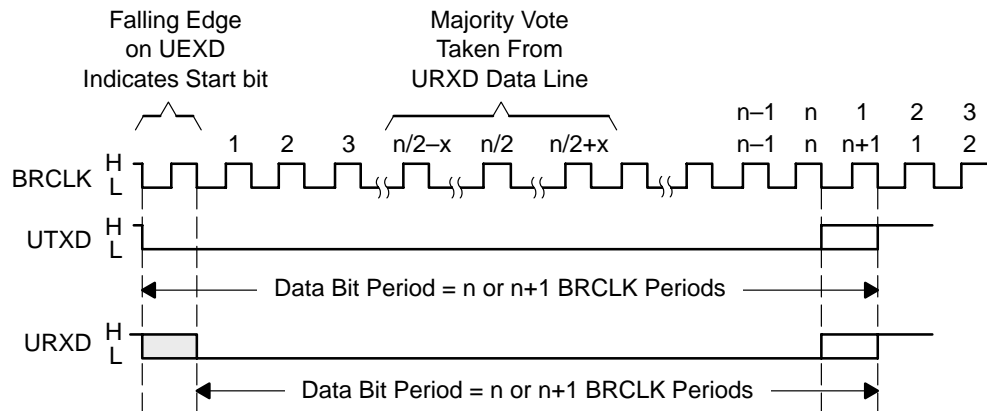 Falling Edge
on UEXD
Indicates Start bit
Majority Vote
Taken From
URXD Data Line
n–1 n 1 2 3
1 2 3 n/2–x n/2 n/2+x n–1 n n+1 1 2
BRCLK H
L
UTXD H
L
Data Bit Period = n or n+1 BRCLK Periods
URXD H
L
Data Bit Period = n or n+1 BRCLK Periods